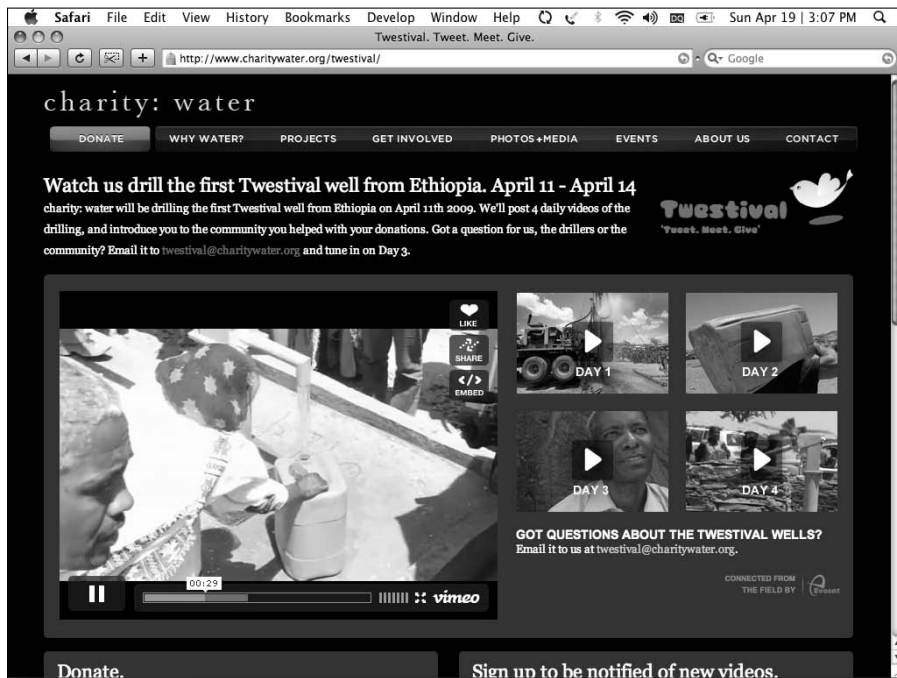 Safari File Edit View History Bookmarks Develop Window Help Sun Apr 19 | 3:07 PM
Twestival. Tweet. Meet. Give.
http://www.charitywater.org/twestival/ Google
charity: water
DONATE WHY WATER? PROJECTS GET INVOLVED PHOTOS+MEDIA EVENTS ABOUT US CONTACT
Watch us drill the first Twestival well from Ethiopia. April 11 - April 14
charity: water will be drilling the first Twestival well from Ethiopia on April 11th 2009. We'll post 4 daily videos of the
drilling, and introduce you to the community you helped with your donations. Got a question for us, the drillers or the
community? Email it to twestival@charitywater.org and tune in on Day 3.
Twestival
'Tweet. Meet. Give'
LIKE
SHARE
EMBED
00:29
vimeo
DAY 1
DAY 2
DAY 3
DAY 4
GOT QUESTIONS ABOUT THE TWESTIVAL WELLS?
Email it to us at twestival@charitywater.org.
CONNECTED FROM
THE FIELD BY
Donate.
Sign up to be notified of new videos.